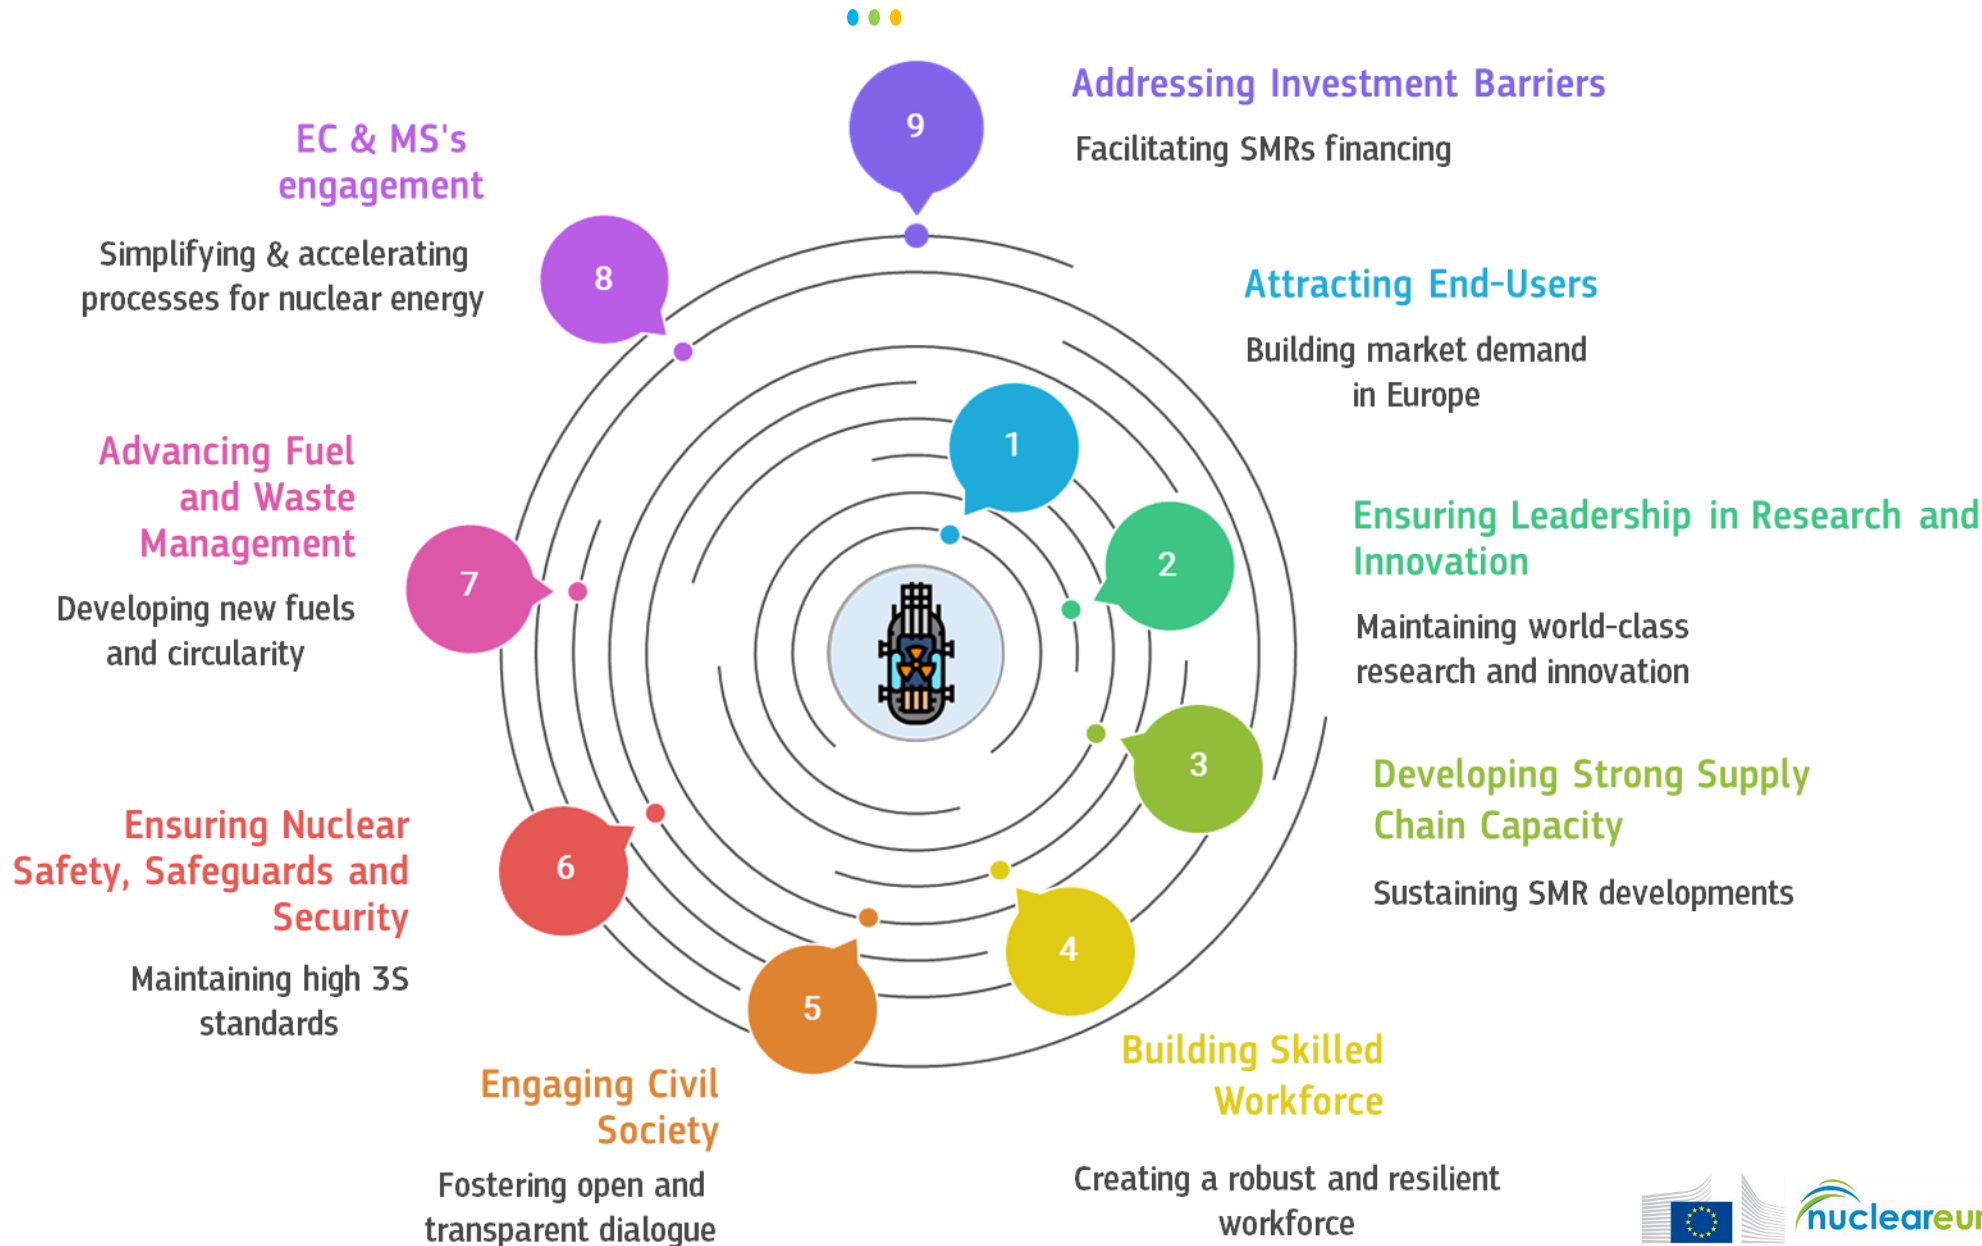 9
Addressing Investment Barriers
Facilitating SMRs financing
1
Attracting End-Users
Building market demand
in Europe
2
Ensuring Leadership in Research and
Innovation
Maintaining world-class
research and innovation
3
Developing Strong Supply
Chain Capacity
Sustaining SMR developments
4
Building Skilled
Workforce
Creating a robust and resilient
workforce
5
Engaging Civil
Society
Fostering open and
transparent dialogue
6
Ensuring Nuclear
Safety, Safeguards and
Security
Maintaining high 3S
standards
7
Advancing Fuel
and Waste
Management
Developing new fuels
and circularity
8
EC & MS's
engagement
Simplifying & accelerating
processes for nuclear energy
nucleareur